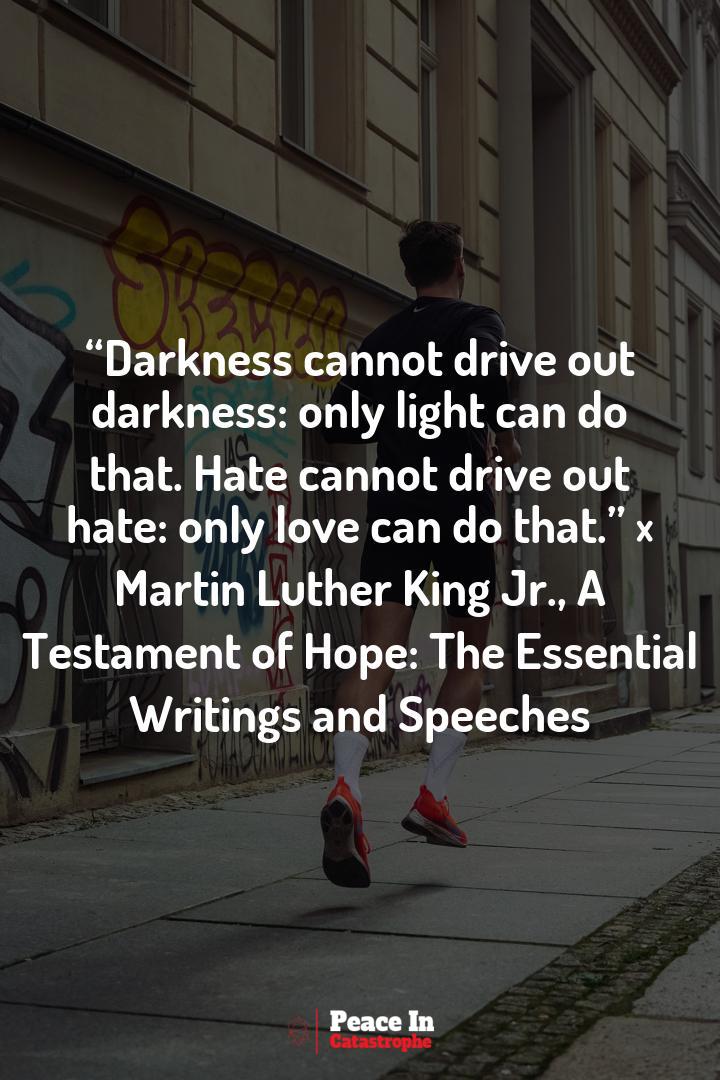 “Darkness cannot drive out
darkness: only light can do
that. Hate cannot drive out
hate: only love can do that.” x
Martin Luther King Jr., A
Testament of Hope: The Essential
Writings and Speeches
Peace In
Catastrophe